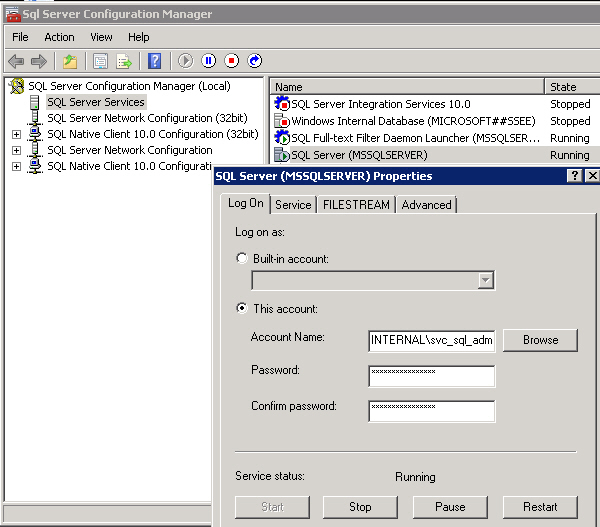 Sql Server Configuration Manager
File Action View Help
SQL Server Configuration Manager (Local)
SQL Server Services
SQL Server Network Configuration (32bit)
SQL Native Client 10.0 Configuration (32bit)
SQL Server Network Configuration
SQL Native Client 10.0 Configurati
Name State
SQL Server Integration Services 10.0 Stopped
Windows Internal Database (MICROSOFT##SSEE) Stopped
SQL Full-text Filter Daemon Launcher (MSSQLSER... Running
SQL Server (MSSQLSERVER) Running
SQL Server (MSSQLSERVER) Properties
Log On Service FILESTREAM Advanced
Log on as:
Built-in account:
This account:
Account Name: INTERNAL\svc_sql_adm Browse
Password: ***************
Confirm password: ***************
Service status: Running
Start Stop Pause Restart